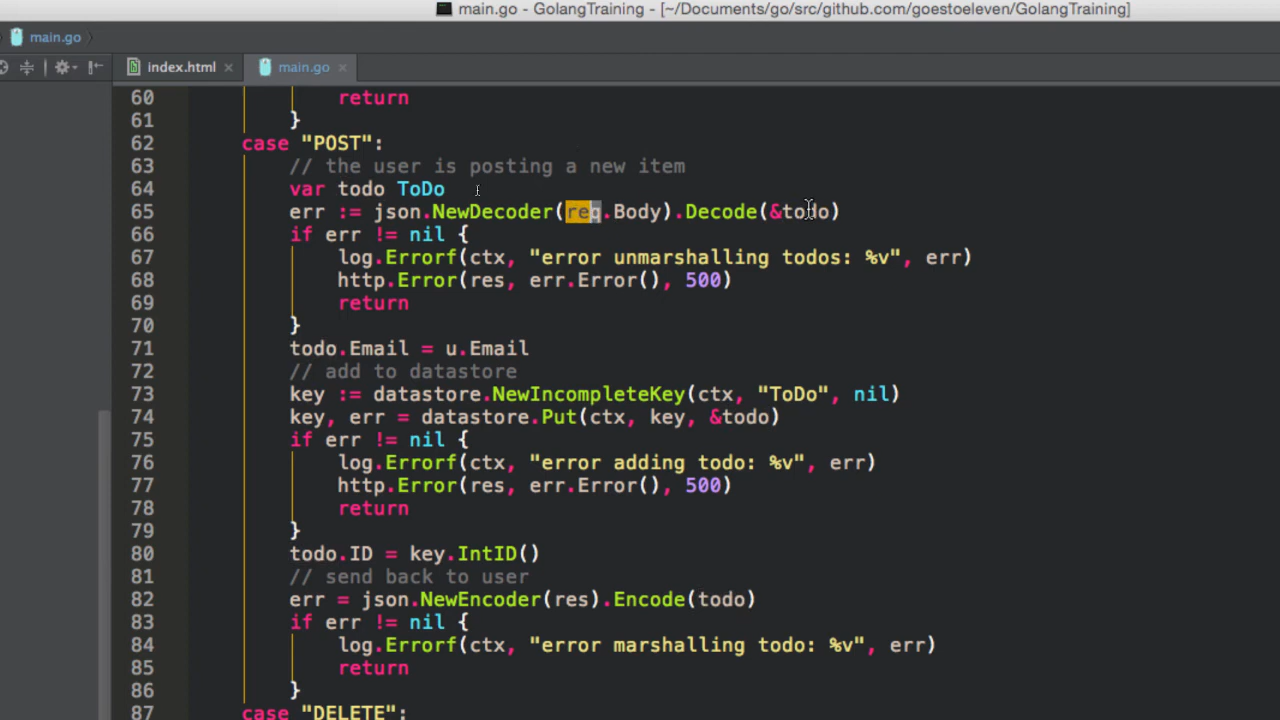 main.go - GolangTraining - [~/Documents/go/src/github.com/goestoeleven/GolangTraining]
main.go
index.html main.go
60 return
61 }
62 case "POST":
63 // the user is posting a new item
64 var todo ToDo
65 err := json.NewDecoder(req.Body).Decode(&todo)
66 if err != nil {
67 log.Errorf(ctx, "error unmarshalling todos: %v", err)
68 http.Error(res, err.Error(), 500)
69 return
70 }
71 todo.Email = u.Email
72 // add to datastore
73 key := datastore.NewIncompleteKey(ctx, "ToDo", nil)
74 key, err = datastore.Put(ctx, key, &todo)
75 if err != nil {
76 log.Errorf(ctx, "error adding todo: %v", err)
77 http.Error(res, err.Error(), 500)
78 return
79 }
80 todo.ID = key.IntID()
81 // send back to user
82 err = json.NewEncoder(res).Encode(todo)
83 if err != nil {
84 log.Errorf(ctx, "error marshalling todo: %v", err)
85 return
86 }
87 case "DELETE":